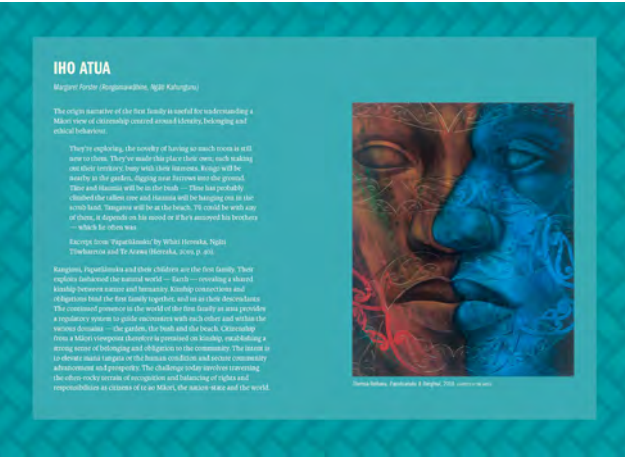 IHO ATUA
Margaret Forster (Rongomaiwāhine, Ngāti Kahungunu)
The origin narrative of the first family is useful for understanding a
Māori view of citizenship centred around identity, belonging and
ethical behaviour.
They're exploring, the novelty of having so much room is still
new to them. They've made this place their own, each staking
out their territory, busy with their interests. Rongo will be
nearby in the garden, digging neat furrows into the ground.
Tāne and Haumia will be in the bush — Tāne has probably
climbed the tallest tree and Haumia will be hanging out in the
scrub land. Tangaroa will be at the beach. Tū could be with any
of them, it depends on his mood or if he's annoyed his brothers
— which he often was.
Excerpt from 'Papatūānuku' by Whiti Hereaka, Ngāti
Tūwharetoa and Te Arawa (Hereaka, 2019, p. 40).
Ranginui, Papatūānuku and their children are the first family. Their
exploits fashioned the natural world — Earth — revealing a shared
kinship between nature and humanity. Kinship connections and
obligations bind the first family together, and us as their descendants.
The continued presence in the world of the first family as atua provides
a regulatory system to guide encounters with each other and within the
various domains — the garden, the bush and the beach. Citizenship
from a Māori viewpoint therefore is premised on kinship, establishing a
strong sense of belonging and obligation to the community. The intent is
to elevate mana tangata or the human condition and secure community
advancement and prosperity. The challenge today involves traversing
the often-rocky terrain of recognition and balancing of rights and
responsibilities as citizens of te ao Māori, the nation-state and the world.
Papatūānuku & Ranginui,